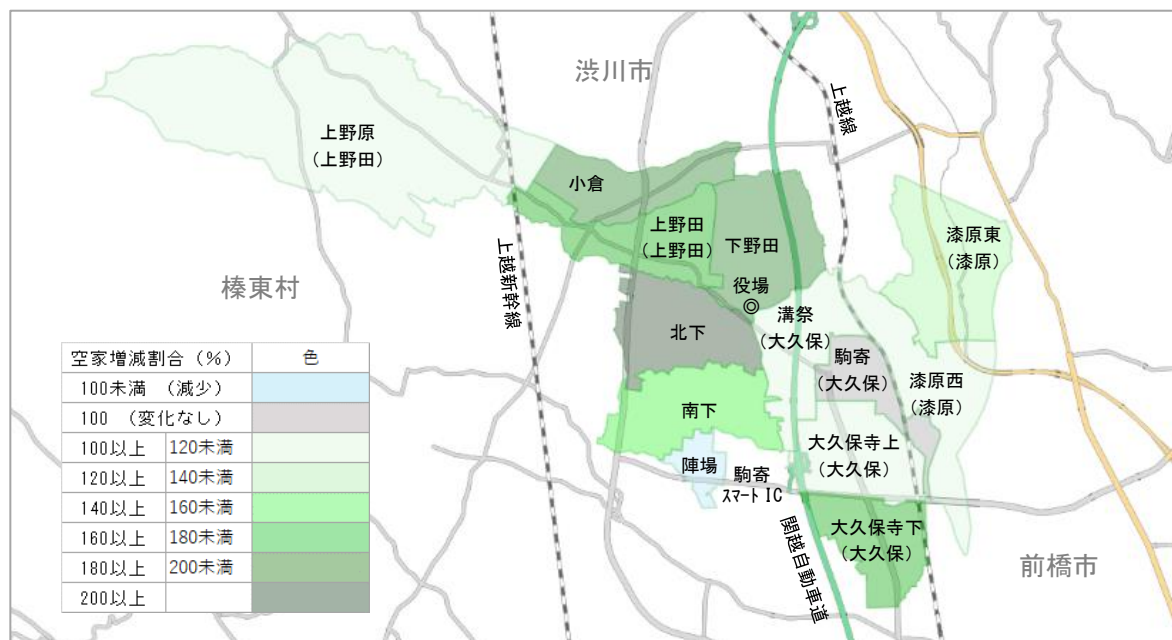 渋川市
上越線
上野原
(上野田)
小倉
上野田
(上野田)
下野田
漆原東
(漆原)
役場
◎
上越新幹線
榛東村
溝祭
(大久保)
北下
駒寄
(大久保)
漆原西
(漆原)
南下
大久保寺上
(大久保)
陣場
駒寄
スマートIC
大久保寺下
(大久保)
関越自動車道
前橋市
空家増減割合(%) 色
100未満 (減少)
100 (変化なし)
100以上 120未満
120以上 140未満
140以上 160未満
160以上 180未満
180以上 200未満
200以上